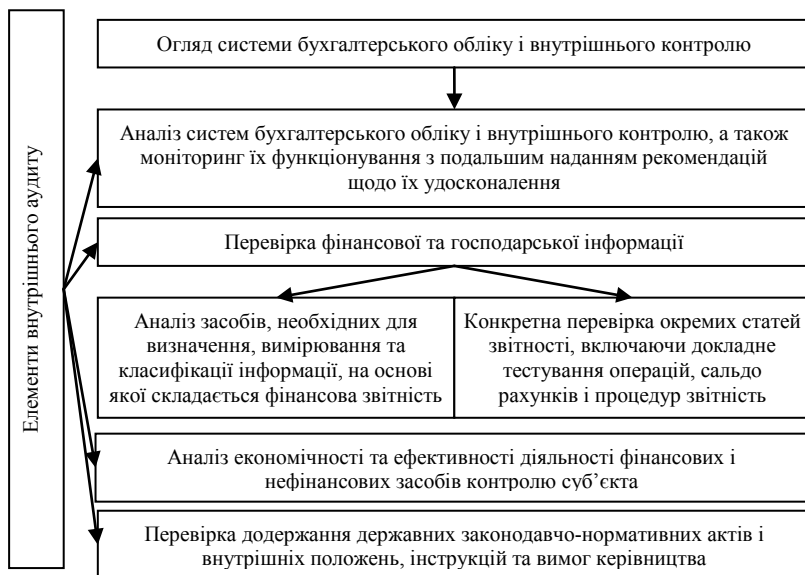 Елементи внутрішнього аудиту
Огляд системи бухгалтерського обліку і внутрішнього контролю
Аналіз систем бухгалтерського обліку і внутрішнього контролю, а також
моніторинг їх функціонування з подальшим наданням рекомендацій
щодо їх удосконалення
Перевірка фінансової та господарської інформації
Аналіз засобів, необхідних для
визначення, вимірювання та
класифікації інформації, на основі
якої складається фінансова звітність
Конкретна перевірка окремих статей
звітності, включаючи докладне
тестування операцій, сальдо
рахунків і процедур звітність
Аналіз економічності та ефективності діяльності фінансових і
нефінансових засобів контролю суб’єкта
Перевірка додержання державних законодавчо-нормативних актів і
внутрішніх положень, інструкцій та вимог керівництва